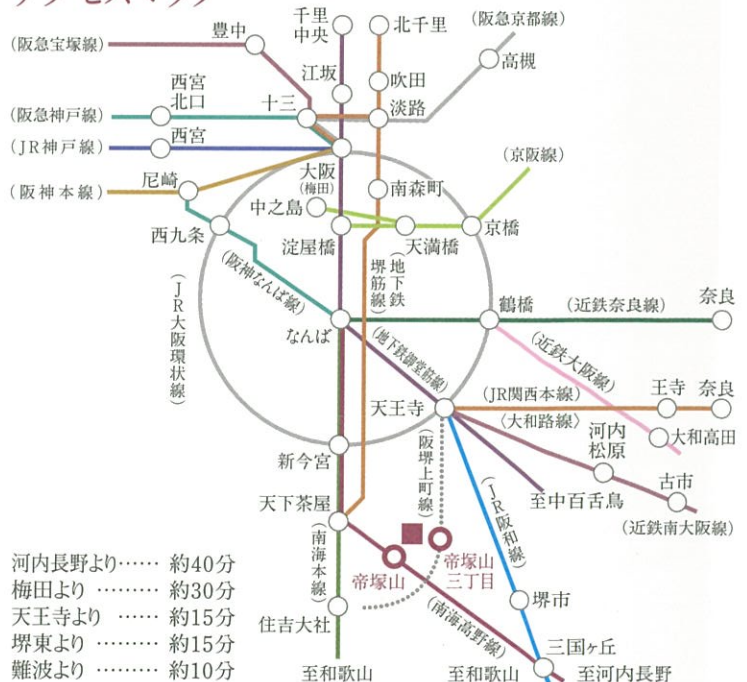 千里
中央
北千里
(阪急京都線)
(阪急宝塚線)
豊中
江坂
吹田
高槻
西宮
北口
十三
淡路
(阪急神戸線)
(JR神戸線)
西宮
(京阪線)
(阪神本線)
尼崎
大阪
(梅田)
南森町
中之島
西九条
淀屋橋
天満橋
京橋
(阪神なんば線)
(地下鉄
堺筋線)
(JR大阪環状線)
なんば
鶴橋
(近鉄奈良線)
奈良
(地下鉄御堂筋線)
(近鉄大阪線)
天王寺
(JR関西本線)
〈大和路線〉
王寺
奈良
大和高田
(阪堺上町線)
河内
松原
新今宮
至中百舌鳥
古市
天下茶屋
(JR阪和線)
(近鉄南大阪線)
(南海本線)
帝塚山
帝塚山
三丁目
河内長野より…… 約40分
梅田より ……… 約30分
天王寺より …… 約15分
堺東より ……… 約15分
難波より ……… 約10分
住吉大社
(南海高野線)
堺市
三国ヶ丘
至和歌山
至和歌山
至河内長野